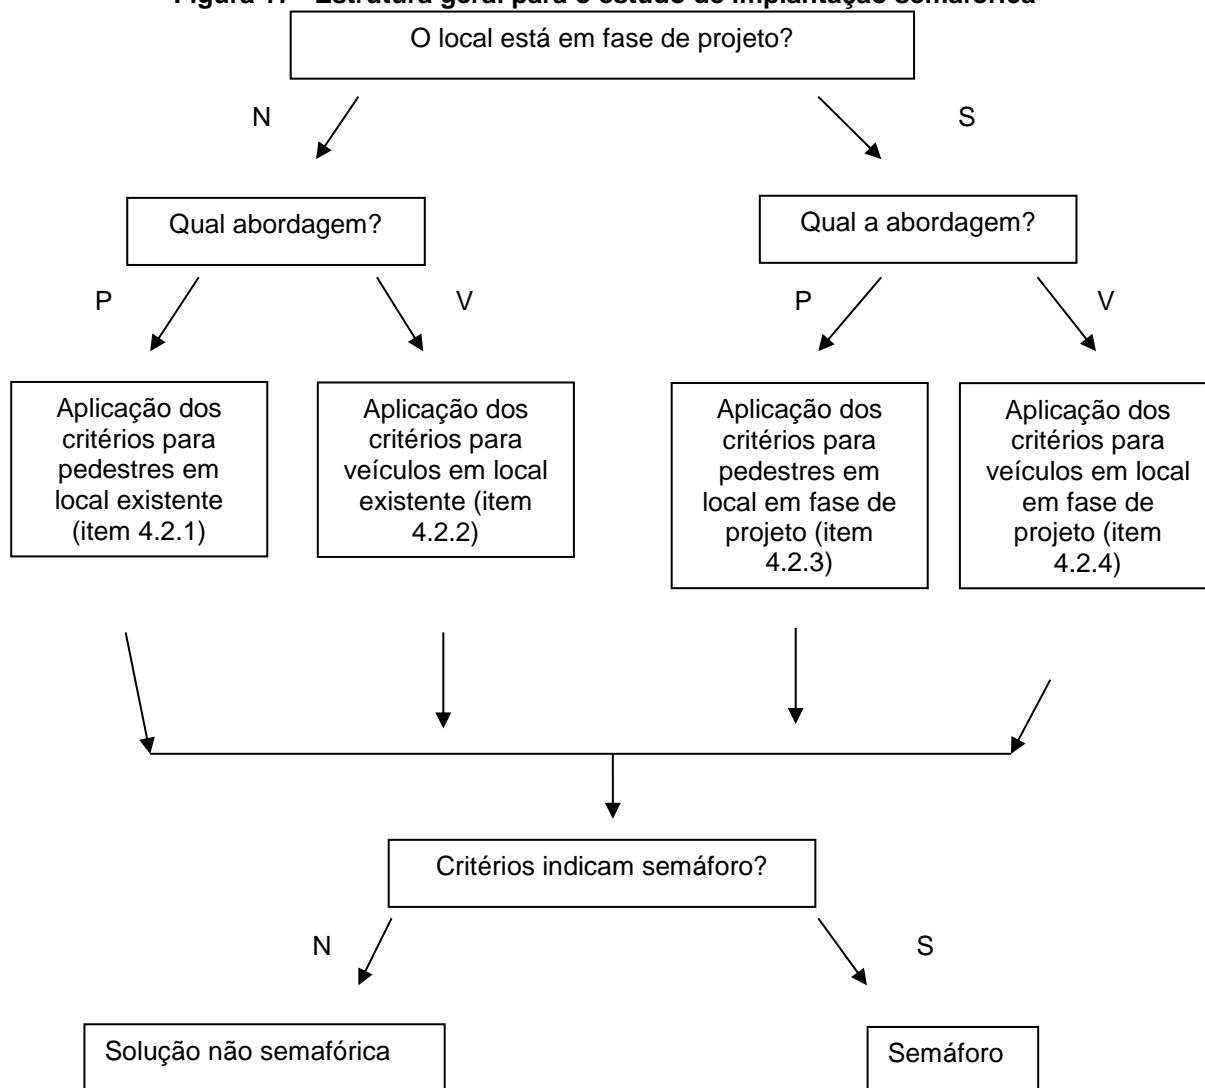 O local está em fase de projeto?
N
S
Qual abordagem?
Qual a abordagem?
P
V
P
V
Aplicação dos
critérios para
pedestres em
local existente
(item 4.2.1)
Aplicação dos
critérios para
veículos em local
existente (item
4.2.2)
Aplicação dos
critérios para
pedestres em
local em fase de
projeto (item
4.2.3)
Aplicação dos
critérios para
veículos em local
em fase de
projeto (item
4.2.4)
Critérios indicam semáforo?
N
S
Solução não semafórica
Semáforo